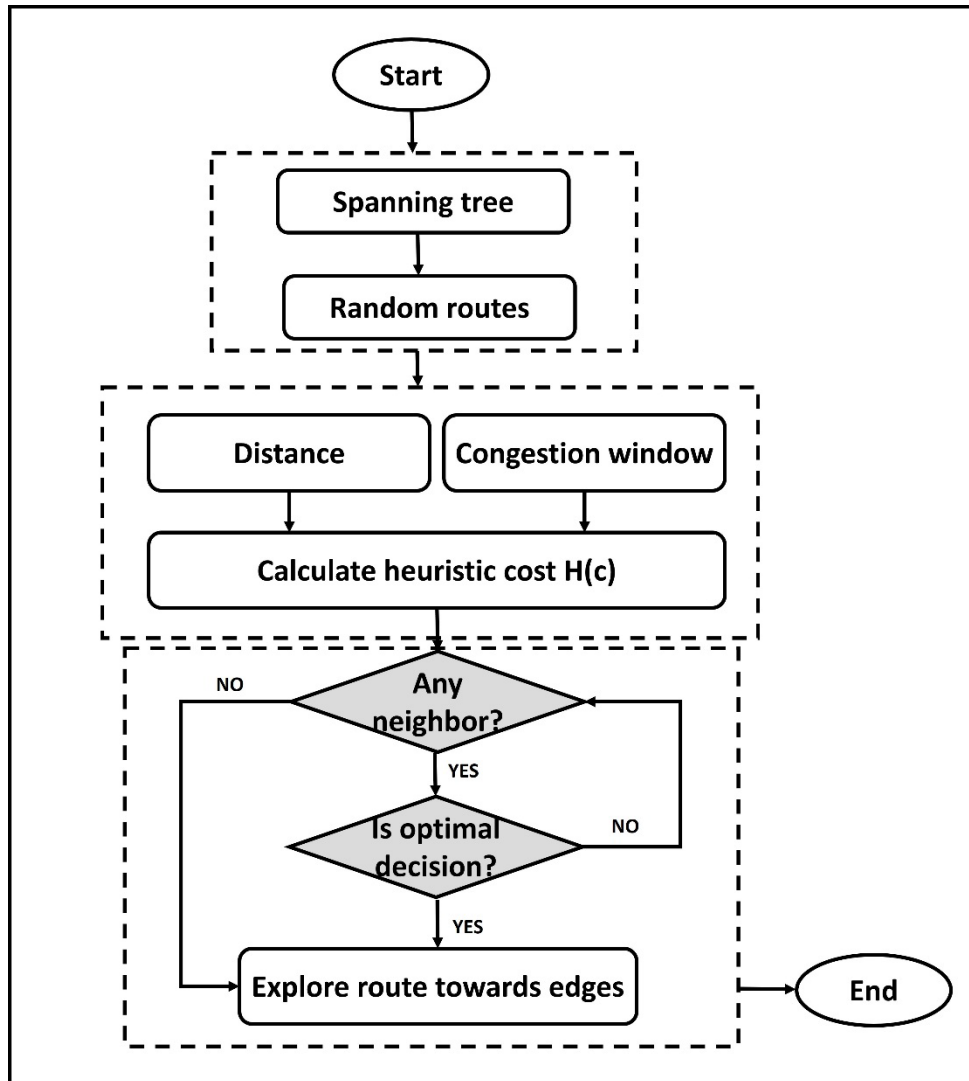 Start
Spanning tree
Random routes
Distance
Congestion window
Calculate heuristic cost H(c)
NO
Any
neighbor?
YES
Is optimal
decision?
NO
YES
Explore route towards edges
End